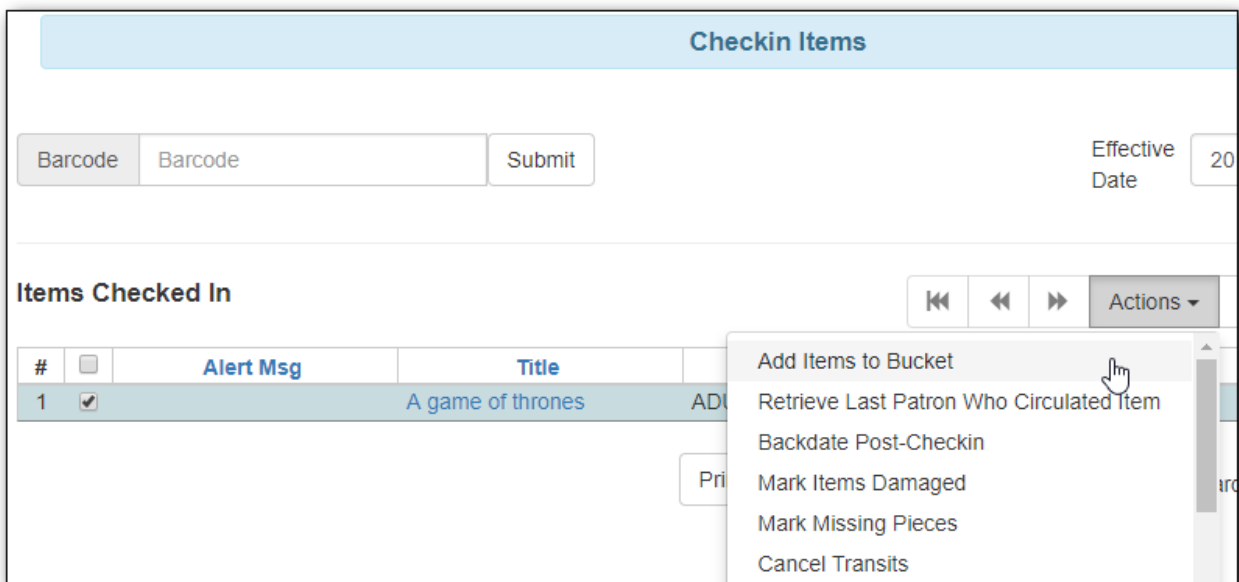 Checkin Items
Barcode Barcode Submit
Effective Date 20
Items Checked In
Actions
# Alert Msg Title
1 A game of thrones
Add Items to Bucket
Retrieve Last Patron Who Circulated Item
Backdate Post-Checkin
Mark Items Damaged
Mark Missing Pieces
Cancel Transits